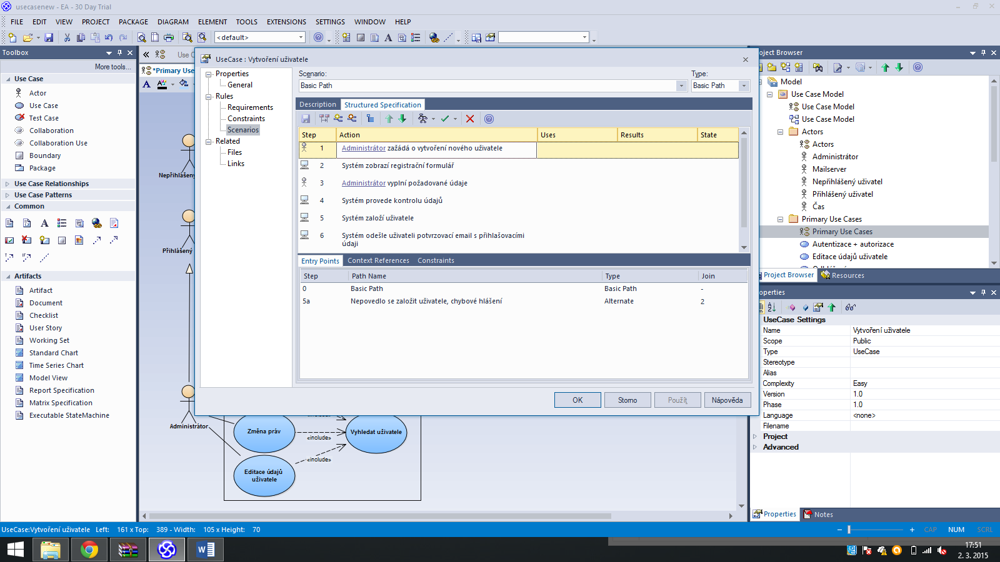 usecasenew - EA - 30 Day Trial
FILE EDIT VIEW PROJECT PACKAGE DIAGRAM ELEMENT TOOLS EXTENSIONS SETTINGS WINDOW HELP
<default>
Toolbox
More tools...
Use Case
Actor
Use Case
Test Case
Collaboration
Collaboration Use
Boundary
Package
Use Case Relationships
Use Case Patterns
Common
Artifacts
Artifact
Document
Checklist
User Story
Working Set
Standard Chart
Time Series Chart
Model View
Report Specification
Matrix Specification
Executable StateMachine
Use C
*Primary Use
Nepřihlášený
Přihlášený
Administrátor
Změna práv
«include»
Vyhledat uživatele
«include»
«include»
Editace údajů
uživatele
UseCase : Vytvoření uživatele
Properties
General
Rules
Requirements
Constraints
Scenarios
Related
Files
Links
Scenario: Type:
Basic Path Basic Path
Description Structured Specification
Step Action Uses Results State
1 Administrátor zažádá o vytvoření nového uživatele
2 Systém zobrazí registrační formulář
3 Administrátor vyplní požadované údaje
4 Systém provede kontrolu údajů
5 Systém založí uživatele
6 Systém odešle uživateli potvrzovací email s přihlašovacími
údaji
Entry Points Context References Constraints
Step Path Name Type Join
0 Basic Path Basic Path -
5a Nepovedlo se založit uživatele, chybové hlášení Alternate 2
OK Storno Použít Nápověda
oject Browser
Model
Use Case Model
Use Case Model
Use Case Model
Actors
Actors
Administrátor
Mailserver
Nepřihlášený uživatel
Přihlášený uživatel
Čas
Primary Use Cases
Primary Use Cases
Autentizace + autorizace
Editace údajů uživatele
Project Browser Resources
operties
UseCase Settings
Name Vytvoření uživatele
Scope Public
Type UseCase
Stereotype
Alias
Complexity Easy
Version 1.0
Phase 1.0
Language <none>
Filename
Project
Advanced
Properties Notes
UseCase:Vytvoření uživatele Left: 161 x Top: 389 - Width: 105 x Height: 70
CAP NUM SCRL
17:51
2. 3. 2015